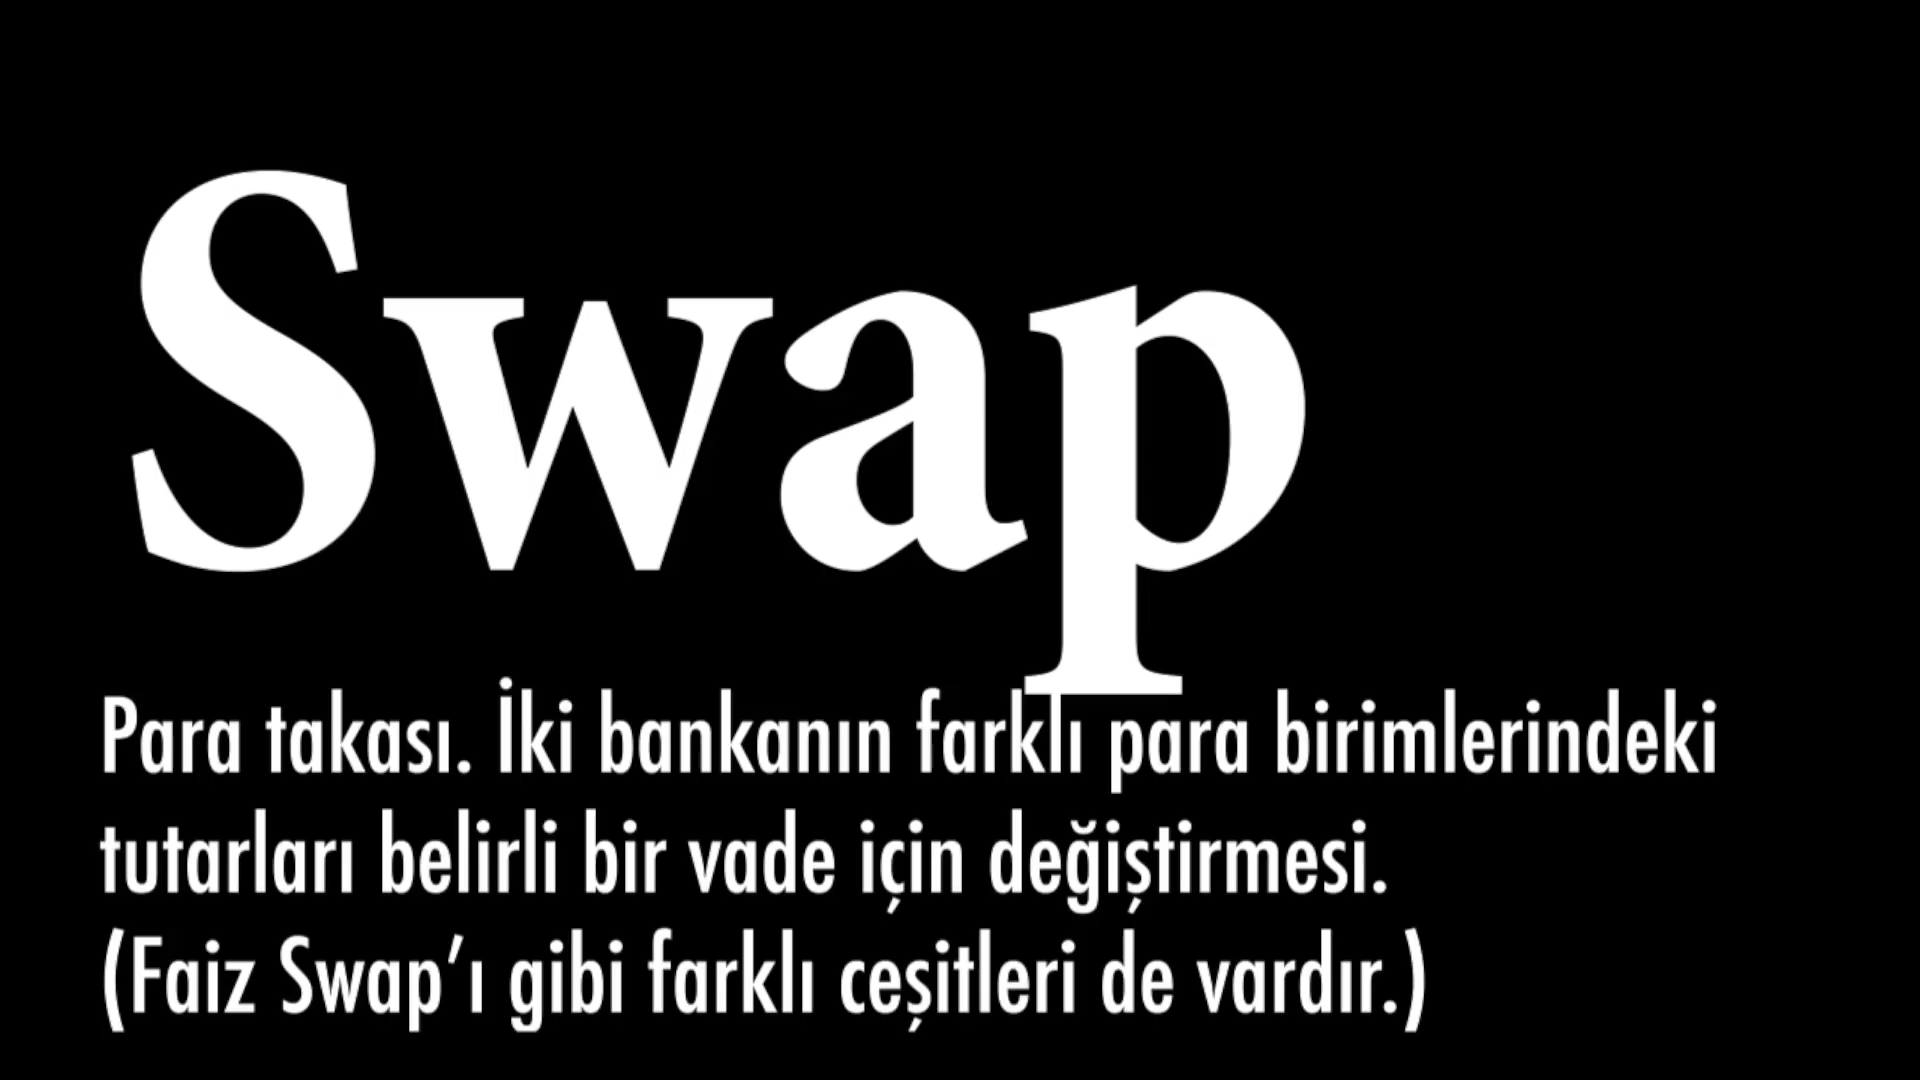 Swap
Para takası. İki bankanın farklı para birimlerindeki
tutarları belirli bir vade için değiştirmesi.
(Faiz Swap’ı gibi farklı ceşitleri de vardır.)